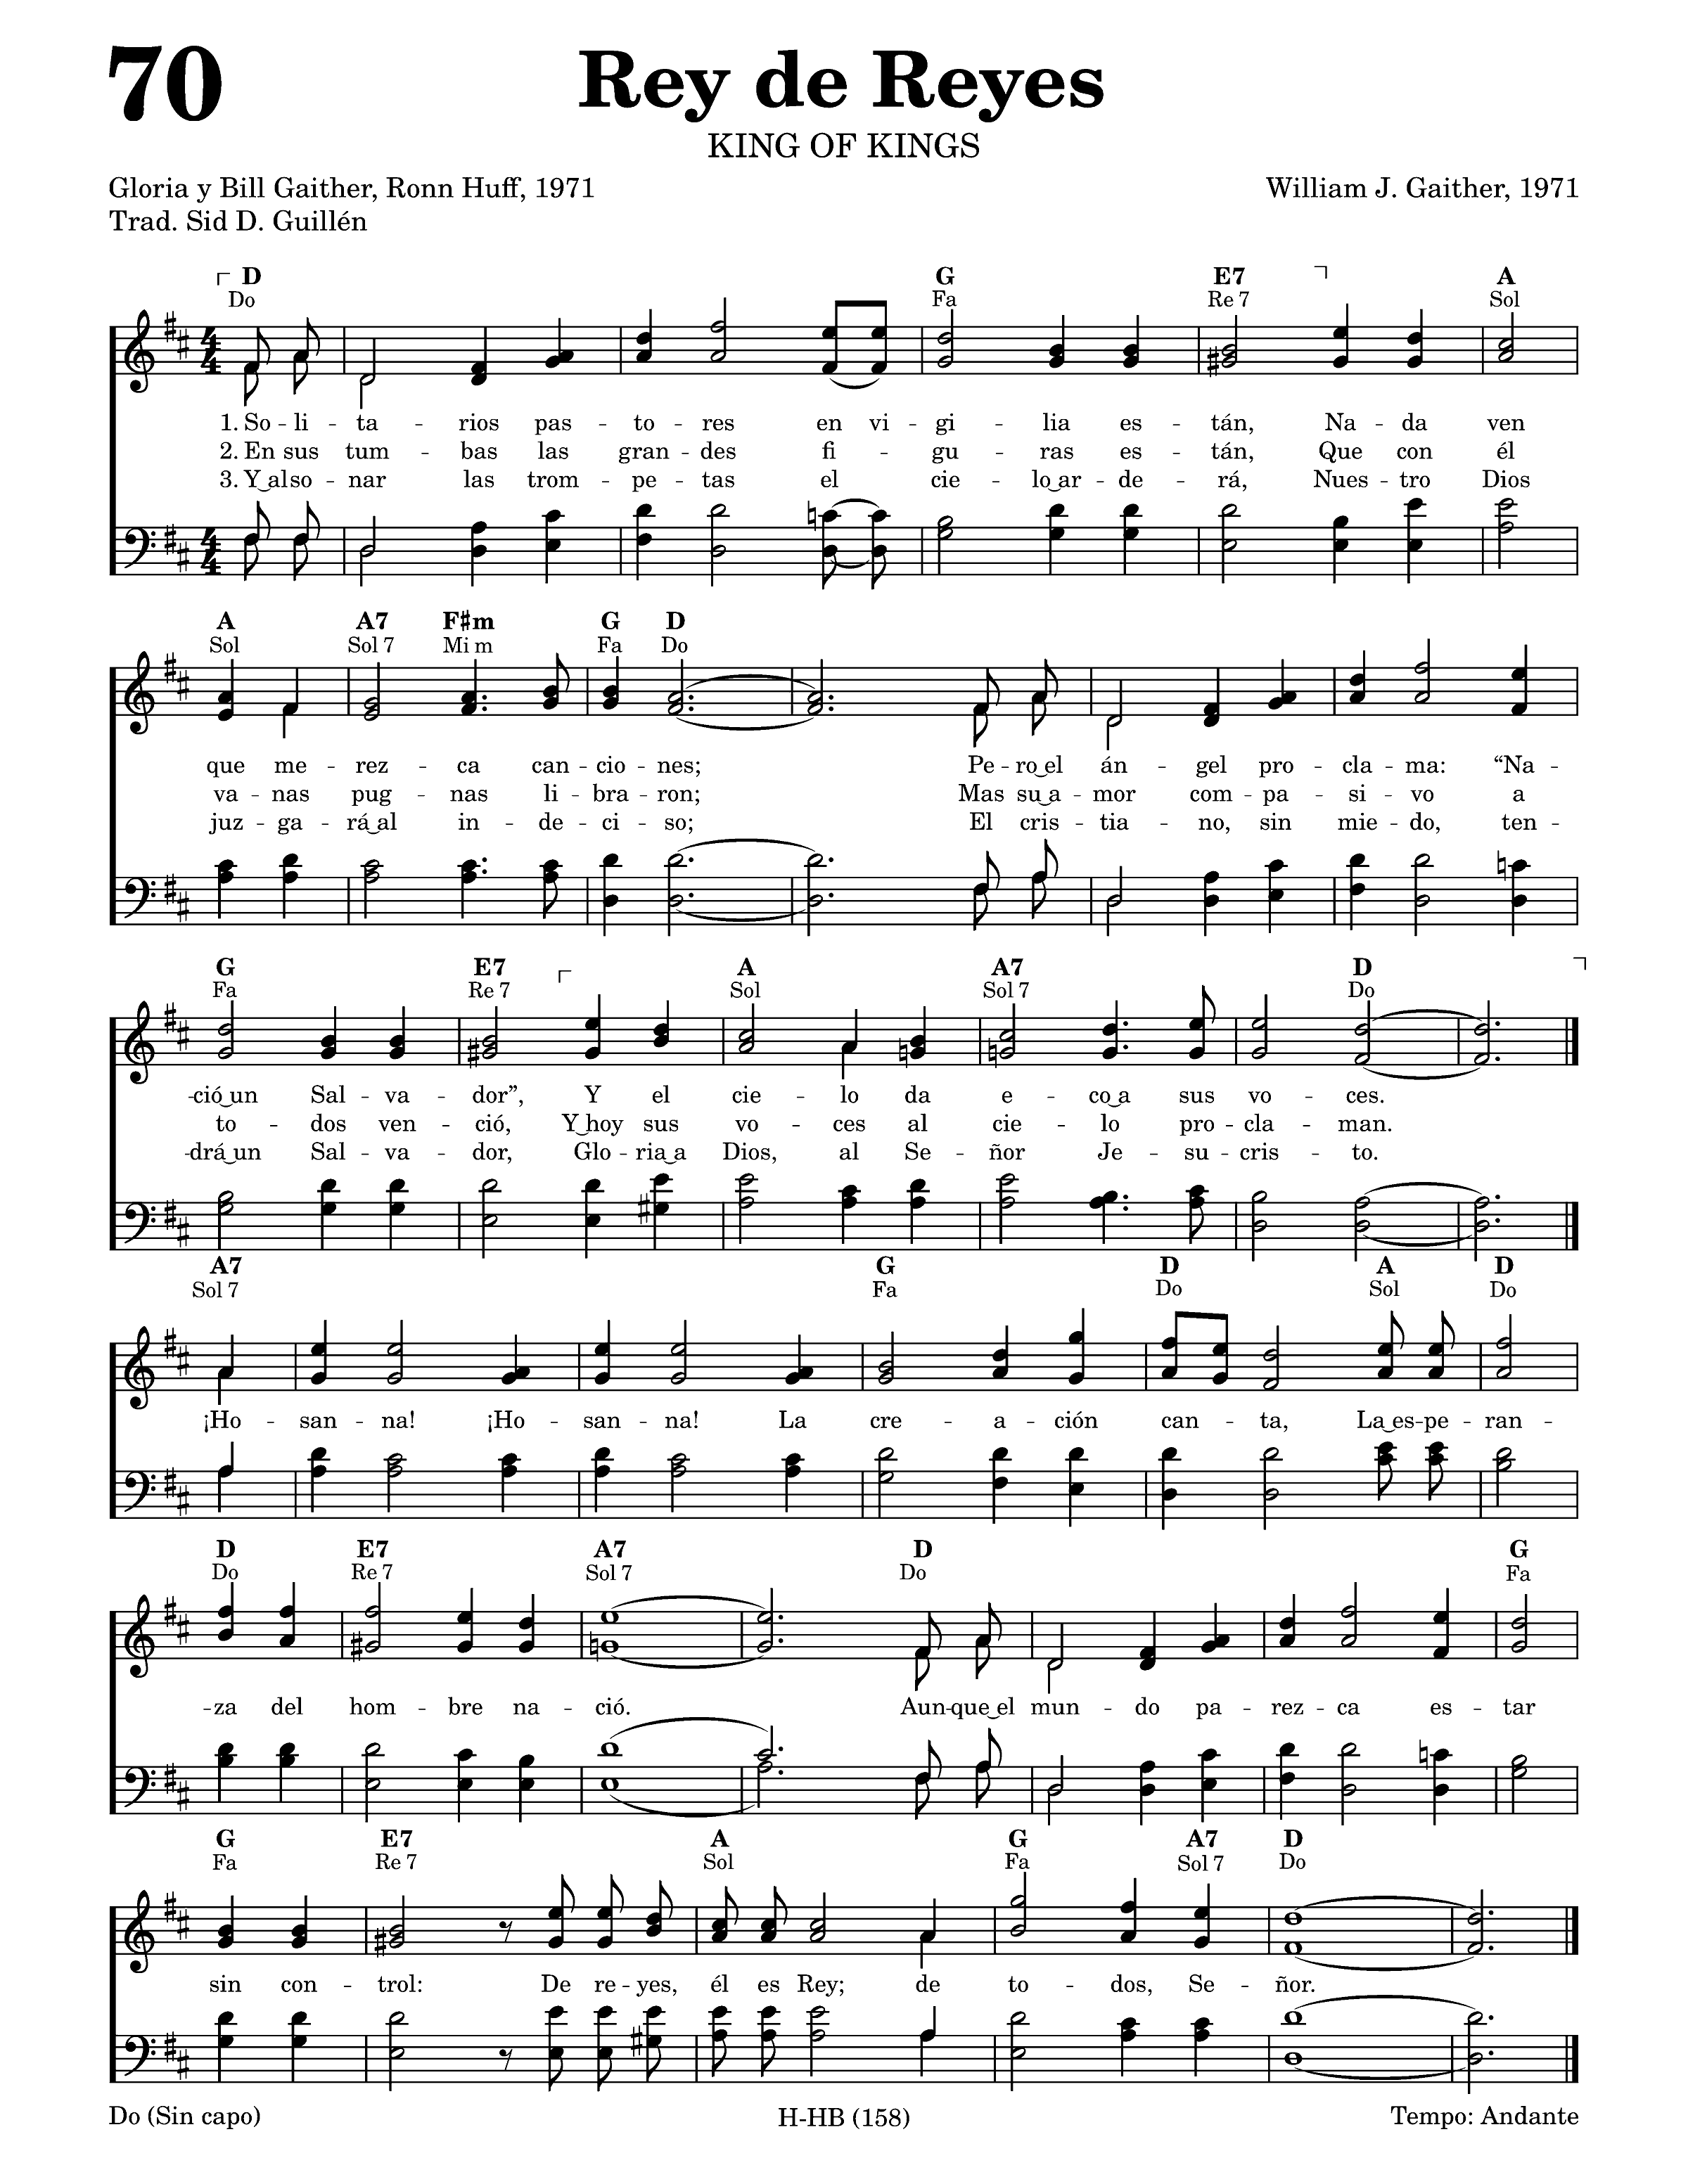 70
Rey de Reyes
KING OF KINGS
Gloria y Bill Gaither, Ronn Huff, 1971
William J. Gaither, 1971
Trad. Sid D. Guillén
D G E7 A
Do Fa Re 7 Sol
4 4
1. So -- li -- ta -- rios pas -- to -- res en vi -- gi -- lia es -- tán, Na -- da ven
2. En sus tum -- bas las gran -- des fi -- gu -- ras es -- tán, Que con él
3. Y al so -- nar las trom -- pe -- tas el cie -- lo ar -- de -- rá, Nues -- tro Dios
4 4
A A7 F#m G D
Sol Sol 7 Mi m Fa Do
que me -- rez -- ca can -- cio -- nes; Pe -- ro el án -- gel pro -- cla -- ma: “Na --
va -- nas pug -- nas li -- bra -- ron; Mas su a -- mor com -- pa -- si -- vo a
juz -- ga -- rá al in -- de -- ci -- so; El cris -- tia -- no, sin mie -- do, ten --
G E7 A A7 D
Fa Re 7 Sol Sol 7 Do
-- ció un Sal -- va -- dor”, Y el cie -- lo da e -- co a sus vo -- ces.
to -- dos ven -- ció, Y hoy sus vo -- ces al cie -- lo pro -- cla -- man.
-- drá un Sal -- va -- dor, Glo -- ria a Dios, al Se -- ñor Je -- su -- cris -- to.
A7 G D A D
Sol 7 Fa Do Sol Do
¡Ho -- san -- na! ¡Ho -- san -- na! La cre -- a -- ción can -- ta, La es -- pe -- ran --
D E7 A7 D G
Do Re 7 Sol 7 Do Fa
-- za del hom -- bre na -- ció. Aun -- que el mun -- do pa -- rez -- ca es -- tar
G E7 A G A7 D
Fa Re 7 Sol Fa Sol 7 Do
sin con -- trol: De re -- yes, él es Rey; de to -- dos, Se -- ñor.
Do (Sin capo)
H-HB (158)
Tempo: Andante